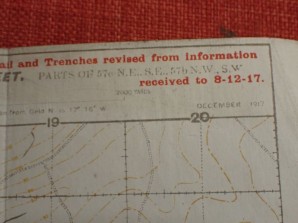 ail and Trenches revised from information
EET. PARTS OF 57c N.E., S.E., 57b N.W., S.W
received to 8-12-17.
DECEMBER 1917
19 20